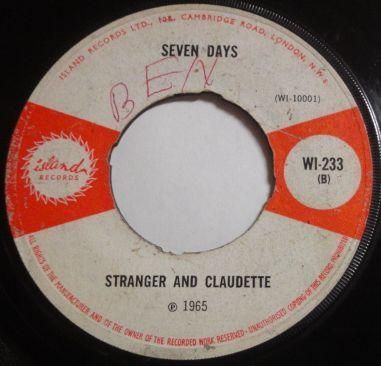 ISLAND RECORDS LTD., 108, CAMBRIDGE ROAD, LONDON, N.W.6
SEVEN DAYS
BEN
(WI-10001)
island
RECORDS
WI-233
(B)
STRANGER AND CLAUDETTE
℗ 1965
ALL RIGHTS OF THE MANUFACTURER AND OF THE OWNER OF THE RECORDED WORK RESERVED - UNAUTHORISED COPYING OF THIS RECORD PROHIBITED